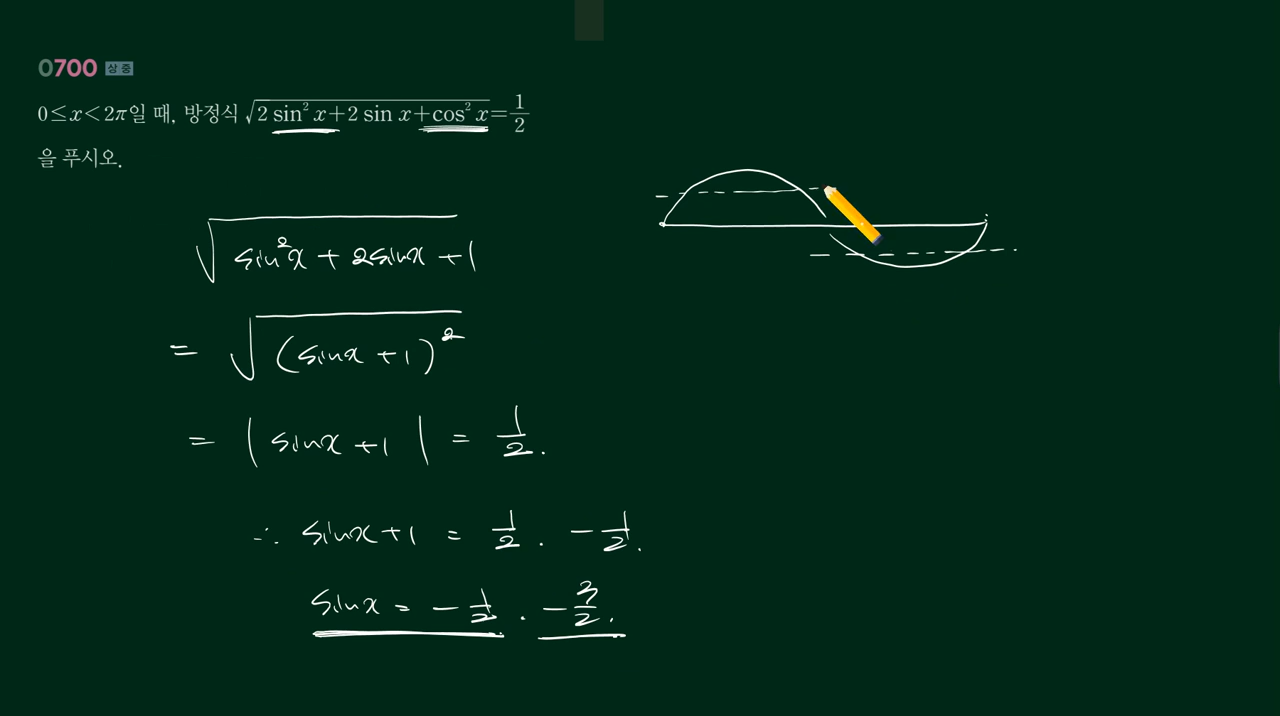 0700 상중
0≤x<2π일 때, 방정식 √(2 sin² x+2 sin x+cos² x)=1/2
을 푸시오.
√(sin²x + 2sinx + 1)
= √((sinx + 1)²)
= |sinx + 1| = 1/2.
∴ sinx + 1 = 1/2 . -1/2.
sinx = -1/2 . -3/2.